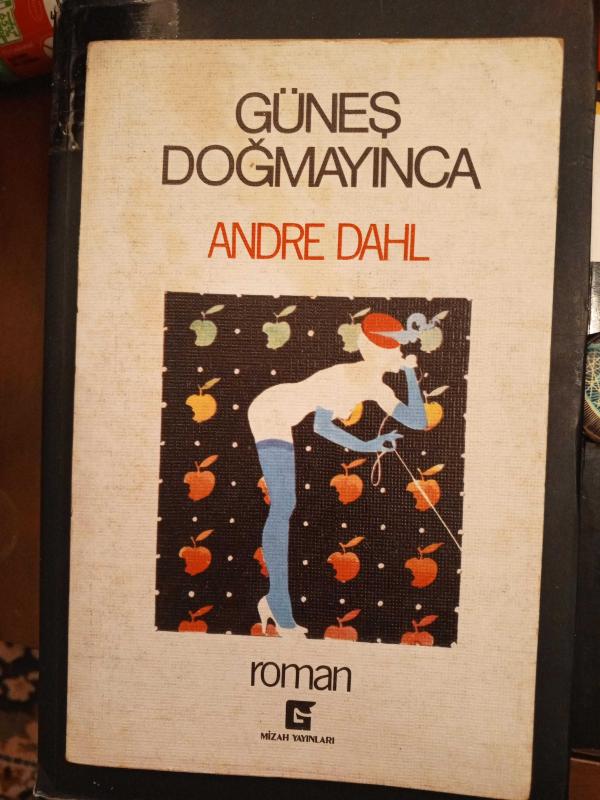 GÜNEŞ
DOĞMAYINCA
ANDRE DAHL
roman
MİZAH YAYINLARI